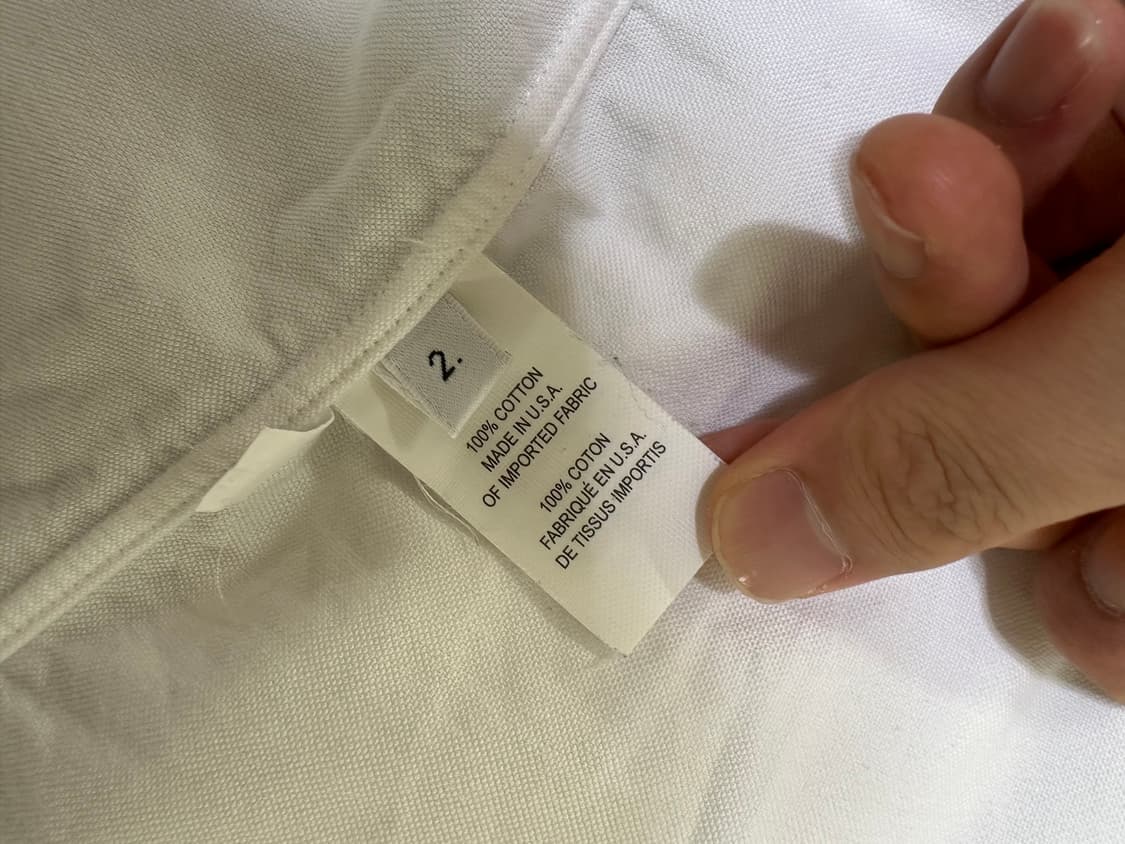 2.
100% COTTON
MADE IN U.S.A.
OF IMPORTED FABRIC
100% COTON
FABRIQUÉ EN U.S.A.
DE TISSUS IMPORTIS